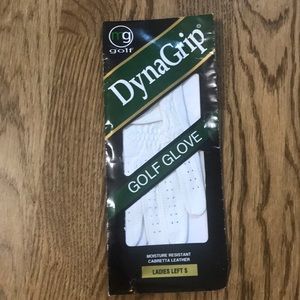 mg
golf
DynaGrip®
GOLF GLOVE
MOISTURE RESISTANT
CABRETTA LEATHER
LADIES LEFT S